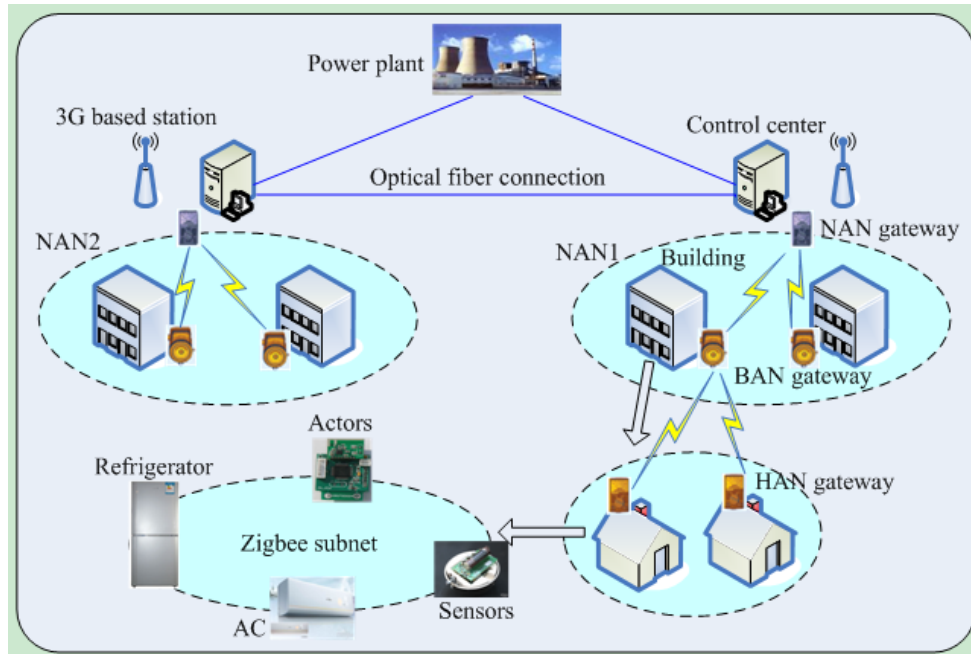 Power plant
3G based station
Control center
Optical fiber connection
NAN2
NAN1
NAN gateway
Building
BAN gateway
Actors
Refrigerator
HAN gateway
Zigbee subnet
Sensors
AC